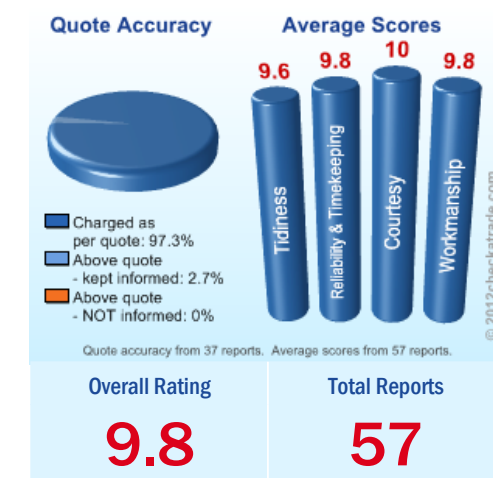 Quote Accuracy
Average Scores
9.6
9.8
10
9.8
Tidiness
Reliability & Timekeeping
Courtesy
Workmanship
Charged as
per quote: 97.3%
Above quote
- kept informed: 2.7%
Above quote
- NOT informed: 0%
© 2012checkatrade.com
Quote accuracy from 37 reports. Average scores from 57 reports.
Overall Rating
Total Reports
9.8
57